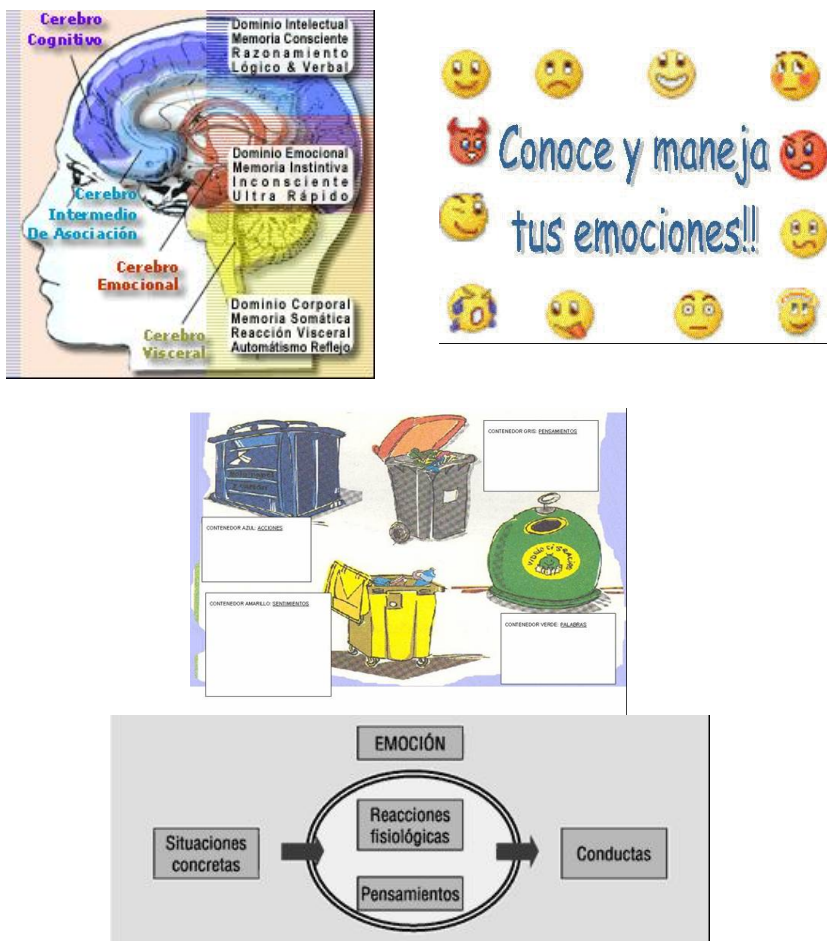 Cerebro
Cognitivo
Dominio Intelectual
Memoria Consciente
Razonamiento
Lógico & Verbal
Dominio Emocional
Memoria Instintiva
Inconsciente
Ultra Rápido
Cerebro
Intermedio
De Asociación
Cerebro
Emocional
Dominio Corporal
Memoria Somática
Reacción Visceral
Automátismo Reflejo
Cerebro
Visceral
Conoce y maneja
tus emociones!!
CONTENEDOR GRIS: PENSAMIENTOS
CONTENEDOR AZUL: ACCIONES
CONTENEDOR AMARILLO: SENTIMIENTOS
CONTENEDOR VERDE: PALABRAS
EMOCIÓN
Situaciones
concretas
Reacciones
fisiológicas
Pensamientos
Conductas